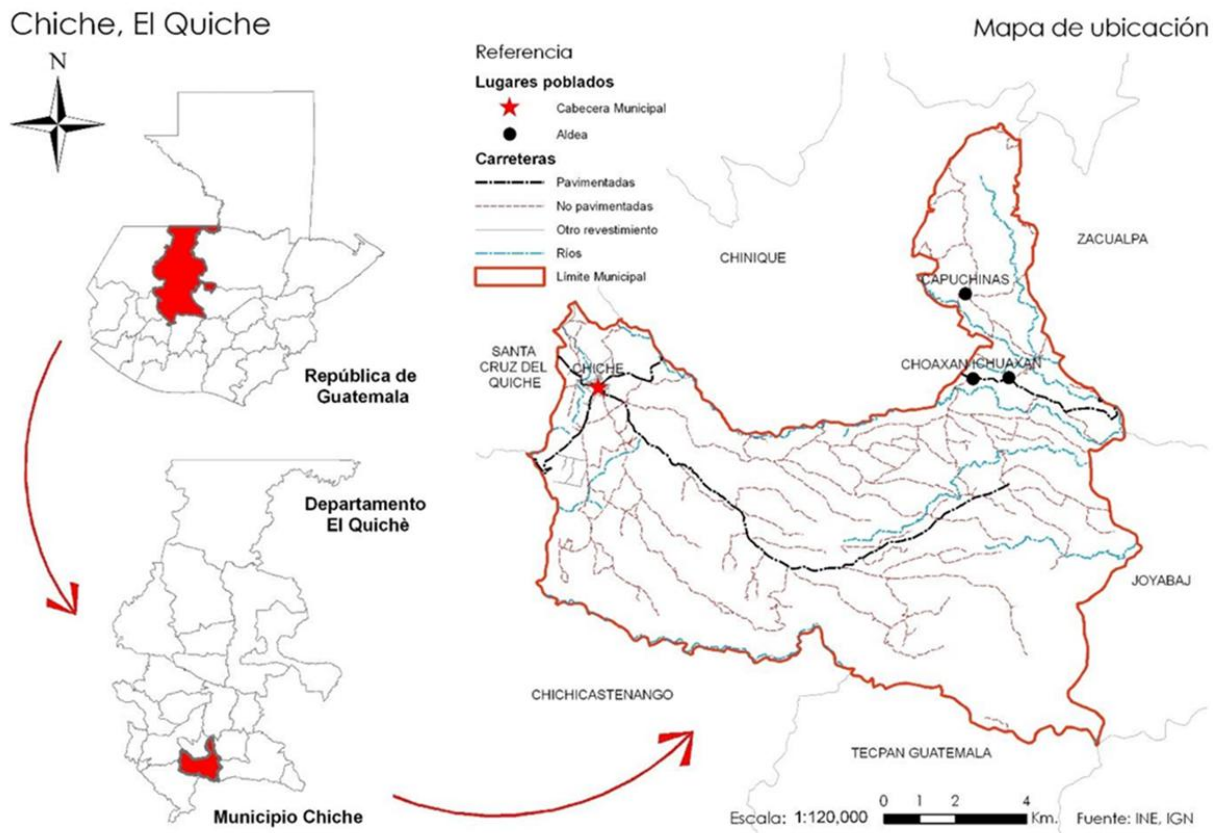 Chiche, El Quiche
Mapa de ubicación
N
República de
Guatemala
Departamento
El Quichè
Municipio Chiche
Referencia
Lugares poblados
Cabecera Municipal
Aldea
Carreteras
Pavimentadas
No pavimentadas
Otro revestimiento
Ríos
Límite Municipal
CHINIQUE
ZACUALPA
CAPUCHINAS
SANTA
CRUZ DEL
QUICHE
CHICHE
CHOAXAN
CHUAXAN
JOYABAJ
CHICHICASTENANGO
TECPAN GUATEMALA
Escala: 1:120,000
0 1 2 4
Km.
Fuente: INE, IGN